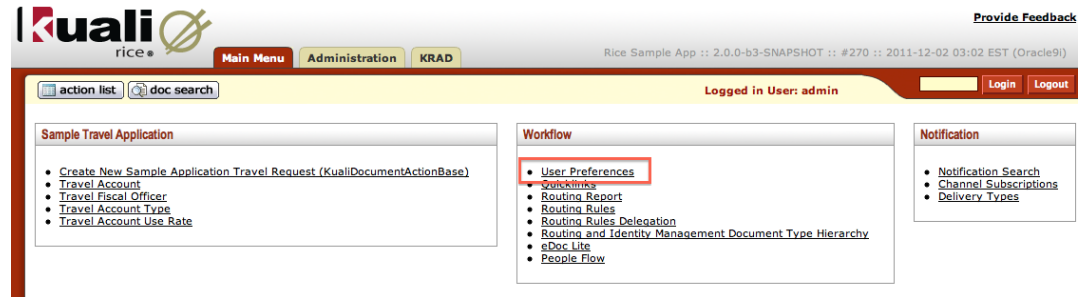 Provide Feedback
kuali
rice
Main Menu Administration KRAD
Rice Sample App :: 2.0.0-b3-SNAPSHOT :: #270 :: 2011-12-02 03:02 EST (Oracle9i)
action list doc search
Logged in User: admin
Login Logout
Sample Travel Application
Create New Sample Application Travel Request (KualiDocumentActionBase)
Travel Account
Travel Fiscal Officer
Travel Account Type
Travel Account Use Rate
Workflow
User Preferences
Quicklinks
Routing Report
Routing Rules
Routing Rules Delegation
Routing and Identity Management Document Type Hierarchy
eDoc Lite
People Flow
Notification
Notification Search
Channel Subscriptions
Delivery Types